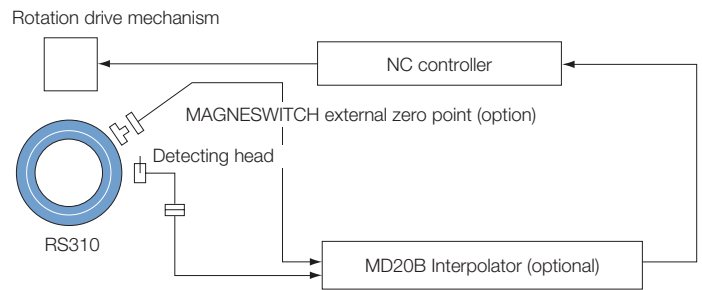 Rotation drive mechanism
NC controller
MAGNESWITCH external zero point (option)
Detecting head
RS310
MD20B Interpolator (optional)